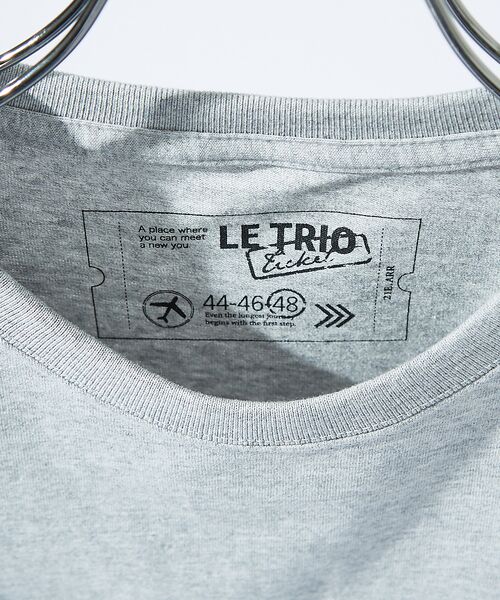 A place where
you can meet
a new you.
LE TRIO
ticket
44-46-48
Even the longest journey
begins with the first step.
21E. ARR